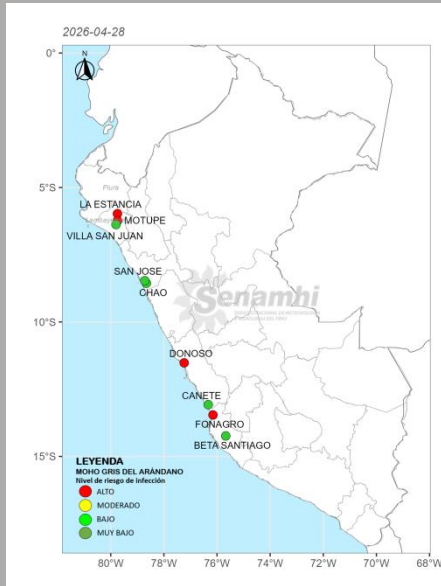 2026-04-28
N
0°
5°S
10°S
15°S
Piura
LA ESTANCIA
MOTUPE
VILLA SAN JUAN
SAN JOSE
CHAO
Senamhi
DONOSO
CANETE
FONAGRO
BETA SANTIAGO
LEYENDA
MOHO GRIS DEL ARÁNDANO
Nivel de riesgo de infección
ALTO
MODERADO
BAJO
MUY BAJO
80°W 78°W 76°W 74°W 72°W 70°W 68°W